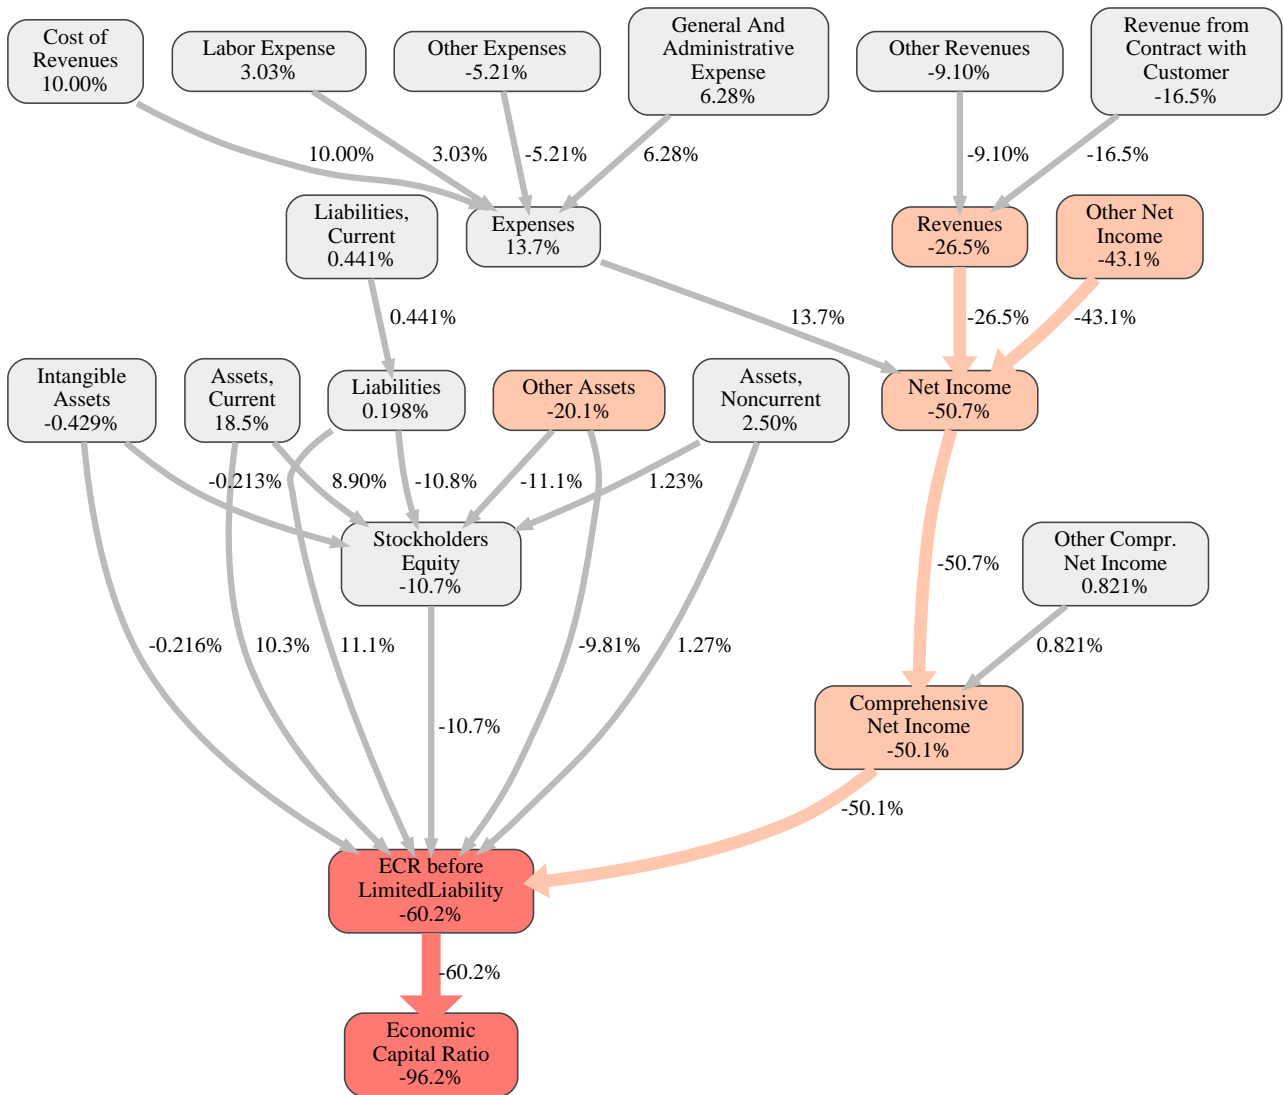 Cost of
Revenues
10.00%
Labor Expense
3.03%
Other Expenses
-5.21%
General And
Administrative
Expense
6.28%
Other Revenues
-9.10%
Revenue from
Contract with
Customer
-16.5%
10.00%
3.03%
-5.21%
6.28%
-9.10%
-16.5%
Liabilities,
Current
0.441%
Expenses
13.7%
Revenues
-26.5%
Other Net
Income
-43.1%
0.441%
13.7%
-26.5%
-43.1%
Intangible
Assets
-0.429%
Assets,
Current
18.5%
Liabilities
0.198%
Other Assets
-20.1%
Assets,
Noncurrent
2.50%
Net Income
-50.7%
-0.213%
8.90%
-10.8%
-11.1%
1.23%
Stockholders
Equity
-10.7%
-50.7%
Other Compr.
Net Income
0.821%
-0.216%
10.3%
11.1%
-9.81%
1.27%
0.821%
-10.7%
Comprehensive
Net Income
-50.1%
-50.1%
ECR before
LimitedLiability
-60.2%
-60.2%
Economic
Capital Ratio
-96.2%